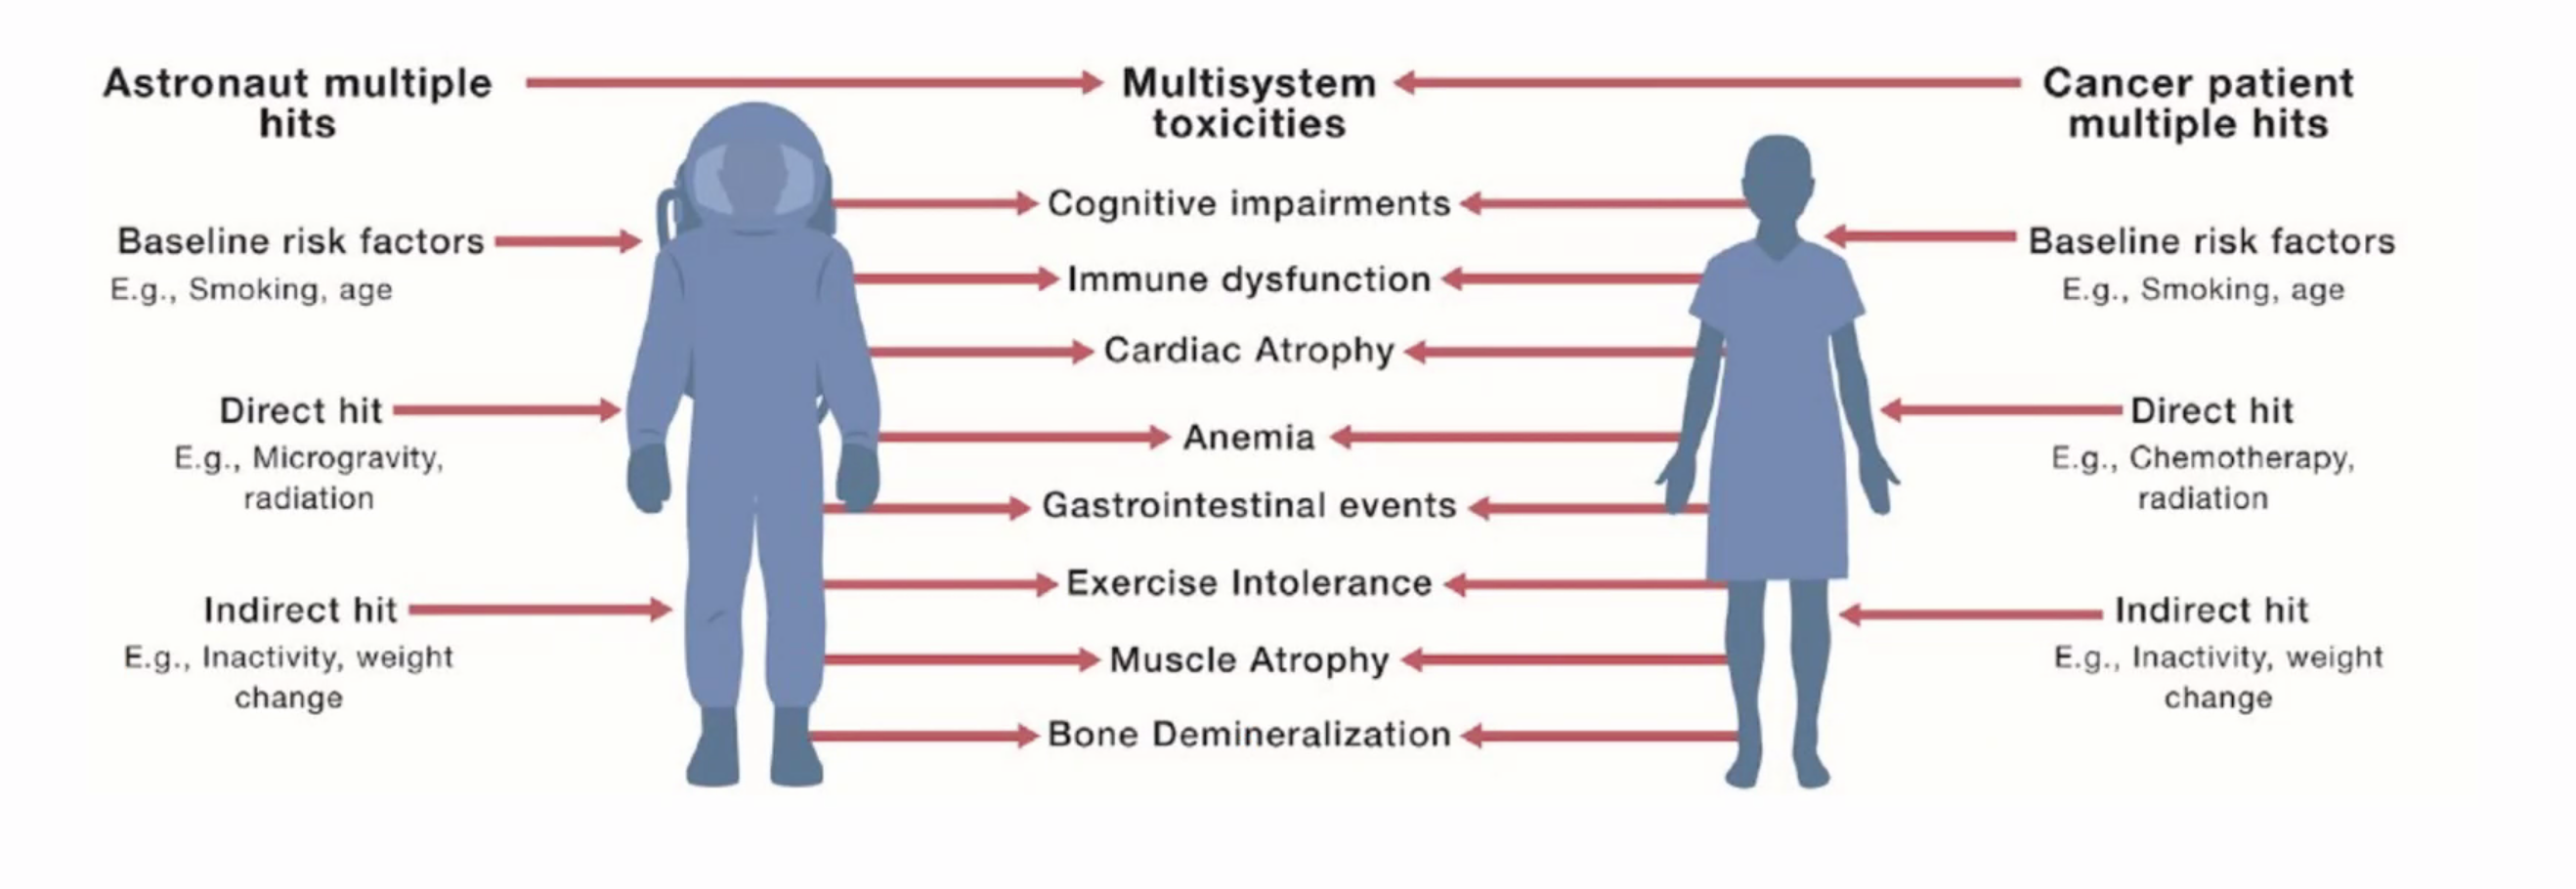 Astronaut multiple
hits
Baseline risk factors
E.g., Smoking, age
Direct hit
E.g., Microgravity,
radiation
Indirect hit
E.g., Inactivity, weight
change
Multisystem
toxicities
Cognitive impairments
Immune dysfunction
Cardiac Atrophy
Anemia
Gastrointestinal events
Exercise Intolerance
Muscle Atrophy
Bone Demineralization
Cancer patient
multiple hits
Baseline risk factors
E.g., Smoking, age
Direct hit
E.g., Chemotherapy,
radiation
Indirect hit
E.g., Inactivity, weight
change